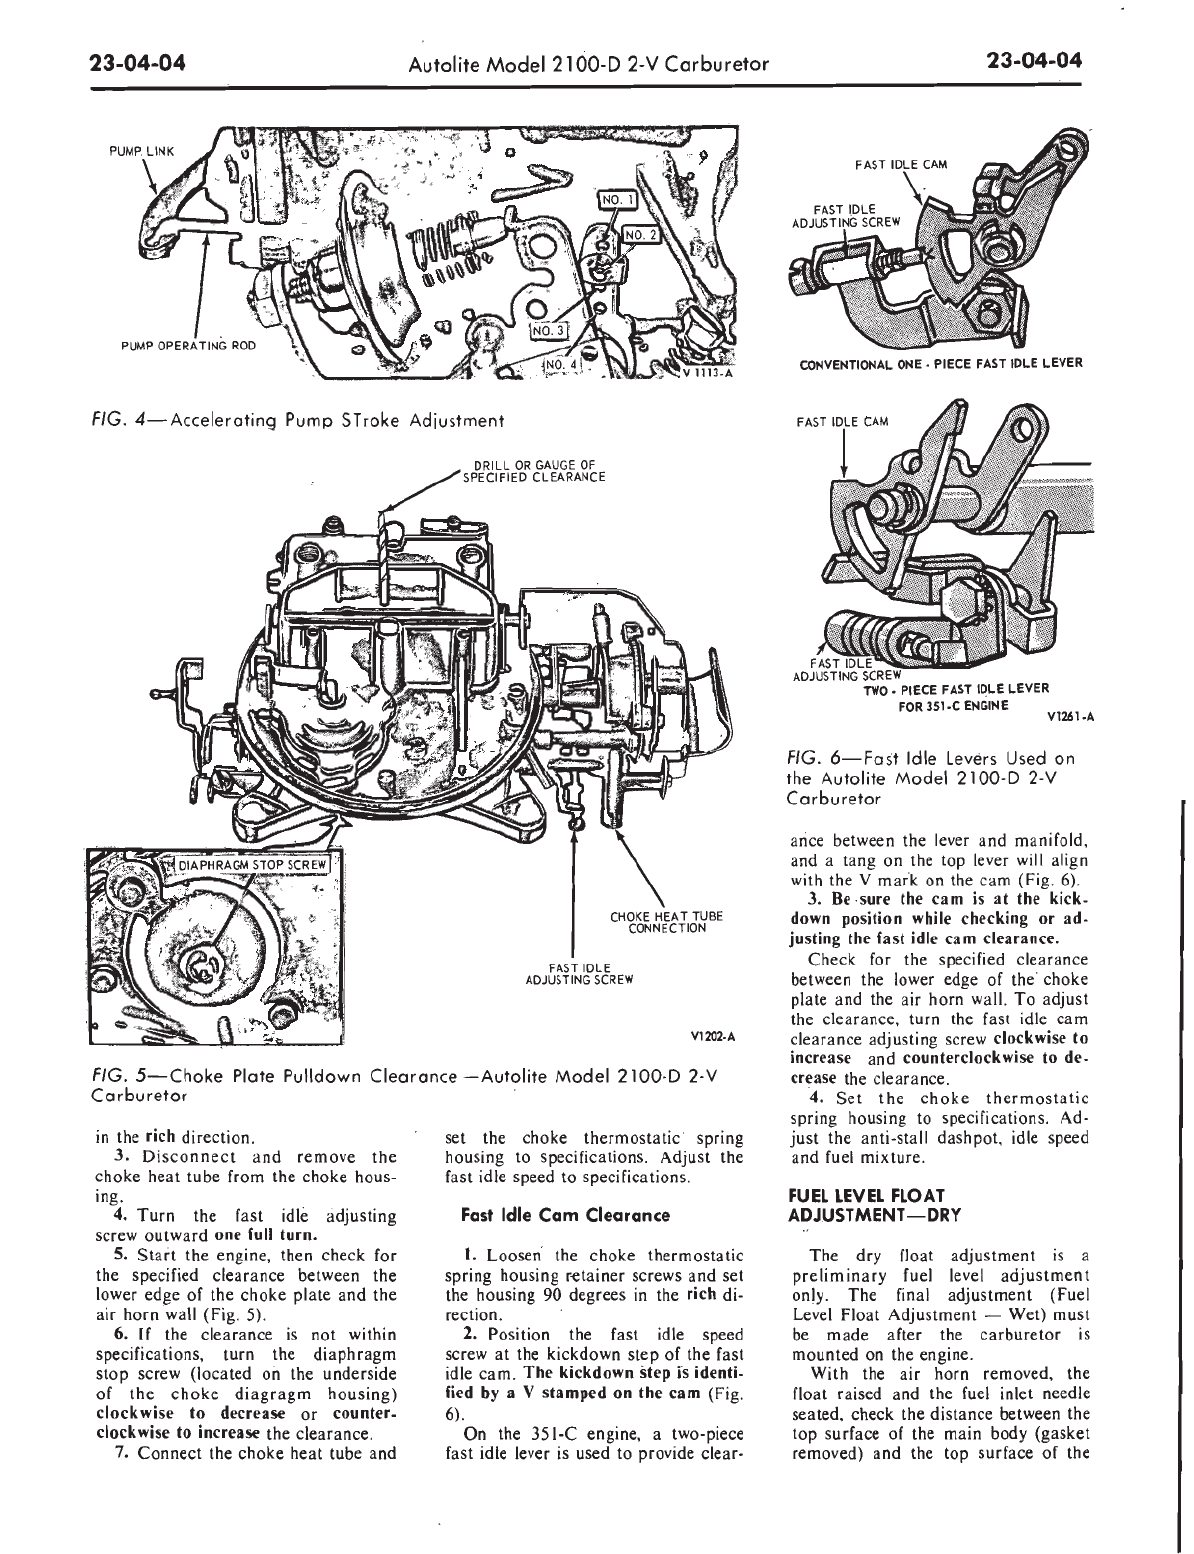 23-04-04
Autolite Model 2100-D 2-V Carburetor
23-04-04
PUMP LINK
NO. 1
NO. 2
NO. 3
NO. 4
PUMP OPERATING ROD
V 1113-A
FIG. 4—Accelerating Pump STroke Adjustment
DRILL OR GAUGE OF
SPECIFIED CLEARANCE
DIAPHRAGM STOP SCREW
CHOKE HEAT TUBE
CONNECTION
FAST IDLE
ADJUSTING SCREW
V1202-A
FIG. 5—Choke Plate Pulldown Clearance—Autolite Model 2100-D 2-V
Carburetor
FAST IDLE CAM
FAST IDLE
ADJUSTING SCREW
CONVENTIONAL ONE - PIECE FAST IDLE LEVER
FAST IDLE CAM
FAST IDLE
ADJUSTING SCREW
TWO - PIECE FAST IDLE LEVER
FOR 351-C ENGINE
V1261-A
FIG. 6—Fast Idle Levers Used on
the Autolite Model 2100-D 2-V
Carburetor
in the rich direction.
3. Disconnect and remove the
choke heat tube from the choke hous-
ing.
4. Turn the fast idle adjusting
screw outward one full turn.
5. Start the engine, then check for
the specified clearance between the
lower edge of the choke plate and the
air horn wall (Fig. 5).
6. If the clearance is not within
specifications, turn the diaphragm
stop screw (located on the underside
of the choke diagragm housing)
clockwise to decrease or counter-
clockwise to increase the clearance.
7. Connect the choke heat tube and
set the choke thermostatic spring
housing to specifications. Adjust the
fast idle speed to specifications.
Fast Idle Cam Clearance
1. Loosen the choke thermostatic
spring housing retainer screws and set
the housing 90 degrees in the rich di-
rection.
2. Position the fast idle speed
screw at the kickdown step of the fast
idle cam. The kickdown step is identi-
fied by a V stamped on the cam (Fig.
6).
On the 351-C engine, a two-piece
fast idle lever is used to provide clear-
ance between the lever and manifold,
and a tang on the top lever will align
with the V mark on the cam (Fig. 6).
3. Be sure the cam is at the kick-
down position while checking or ad-
justing the fast idle cam clearance.
Check for the specified clearance
between the lower edge of the choke
plate and the air horn wall. To adjust
the clearance, turn the fast idle cam
clearance adjusting screw clockwise to
increase and counterclockwise to de-
crease the clearance.
4. Set the choke thermostatic
spring housing to specifications. Ad-
just the anti-stall dashpot, idle speed
and fuel mixture.
FUEL LEVEL FLOAT
ADJUSTMENT—DRY
The dry float adjustment is a
preliminary fuel level adjustment
only. The final adjustment (Fuel
Level Float Adjustment — Wet) must
be made after the carburetor is
mounted on the engine.
With the air horn removed, the
float raised and the fuel inlet needle
seated, check the distance between the
top surface of the main body (gasket
removed) and the top surface of the